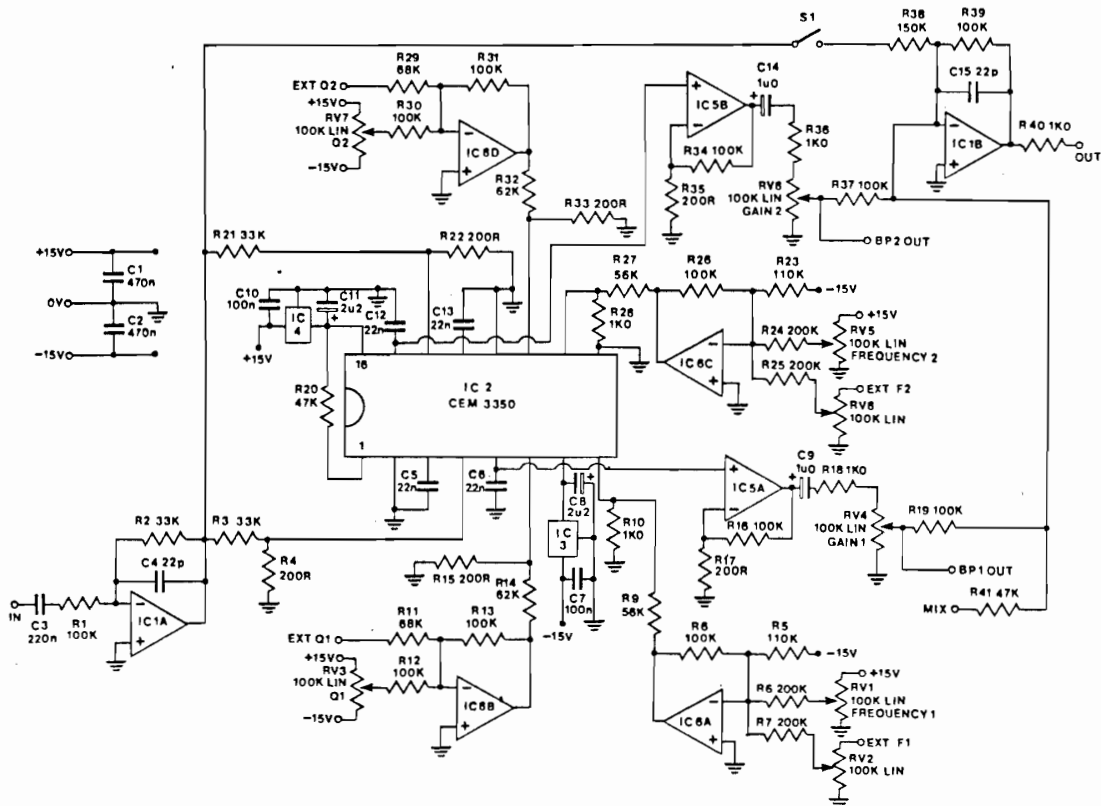 S1
R38
150K
R39
100K
C15 22p
IC1B
R40 1K0
OUT
R29
68K
R31
100K
EXT Q2
+15V
RV7
100K LIN
Q2
-15V
R30
100K
IC6D
R32
62K
R33 200R
C14
1u0
IC5B
R34 100K
R35
200R
R36
1K0
RV6
100K LIN
GAIN 2
R37 100K
BP2 OUT
+15V
0V
-15V
C1
470n
C2
470n
R21 33K
R22 200R
C10
100n
IC
4
C11
2u2
C12
22n
C13
22n
+15V
R20
47K
16
1
IC 2
CEM 3350
R27
56K
R26
100K
R23
110K
-15V
R28
1K0
IC6C
R24 200K
R25 200K
+15V
RV5
100K LIN
FREQUENCY 2
EXT F2
RV8
100K LIN
C5
22n
C6
22n
C8
2u2
IC
3
C7
100n
-15V
R10
1K0
IC5A
R16 100K
R17
200R
C9
1u0
R18 1K0
RV4
100K LIN
GAIN 1
R19 100K
BP1 OUT
MIX
R41 47K
R2 33K
R3 33K
C4 22p
R4
200R
IN
C3
220n
R1
100K
IC1A
R15 200R
R14
62K
R11
68K
R13
100K
EXT Q1
+15V
RV3
100K LIN
Q1
-15V
R12
100K
IC6B
R9
56K
R6
100K
R5
110K
-15V
IC6A
R6 200K
R7 200K
+15V
RV1
100K LIN
FREQUENCY 1
EXT F1
RV2
100K LIN